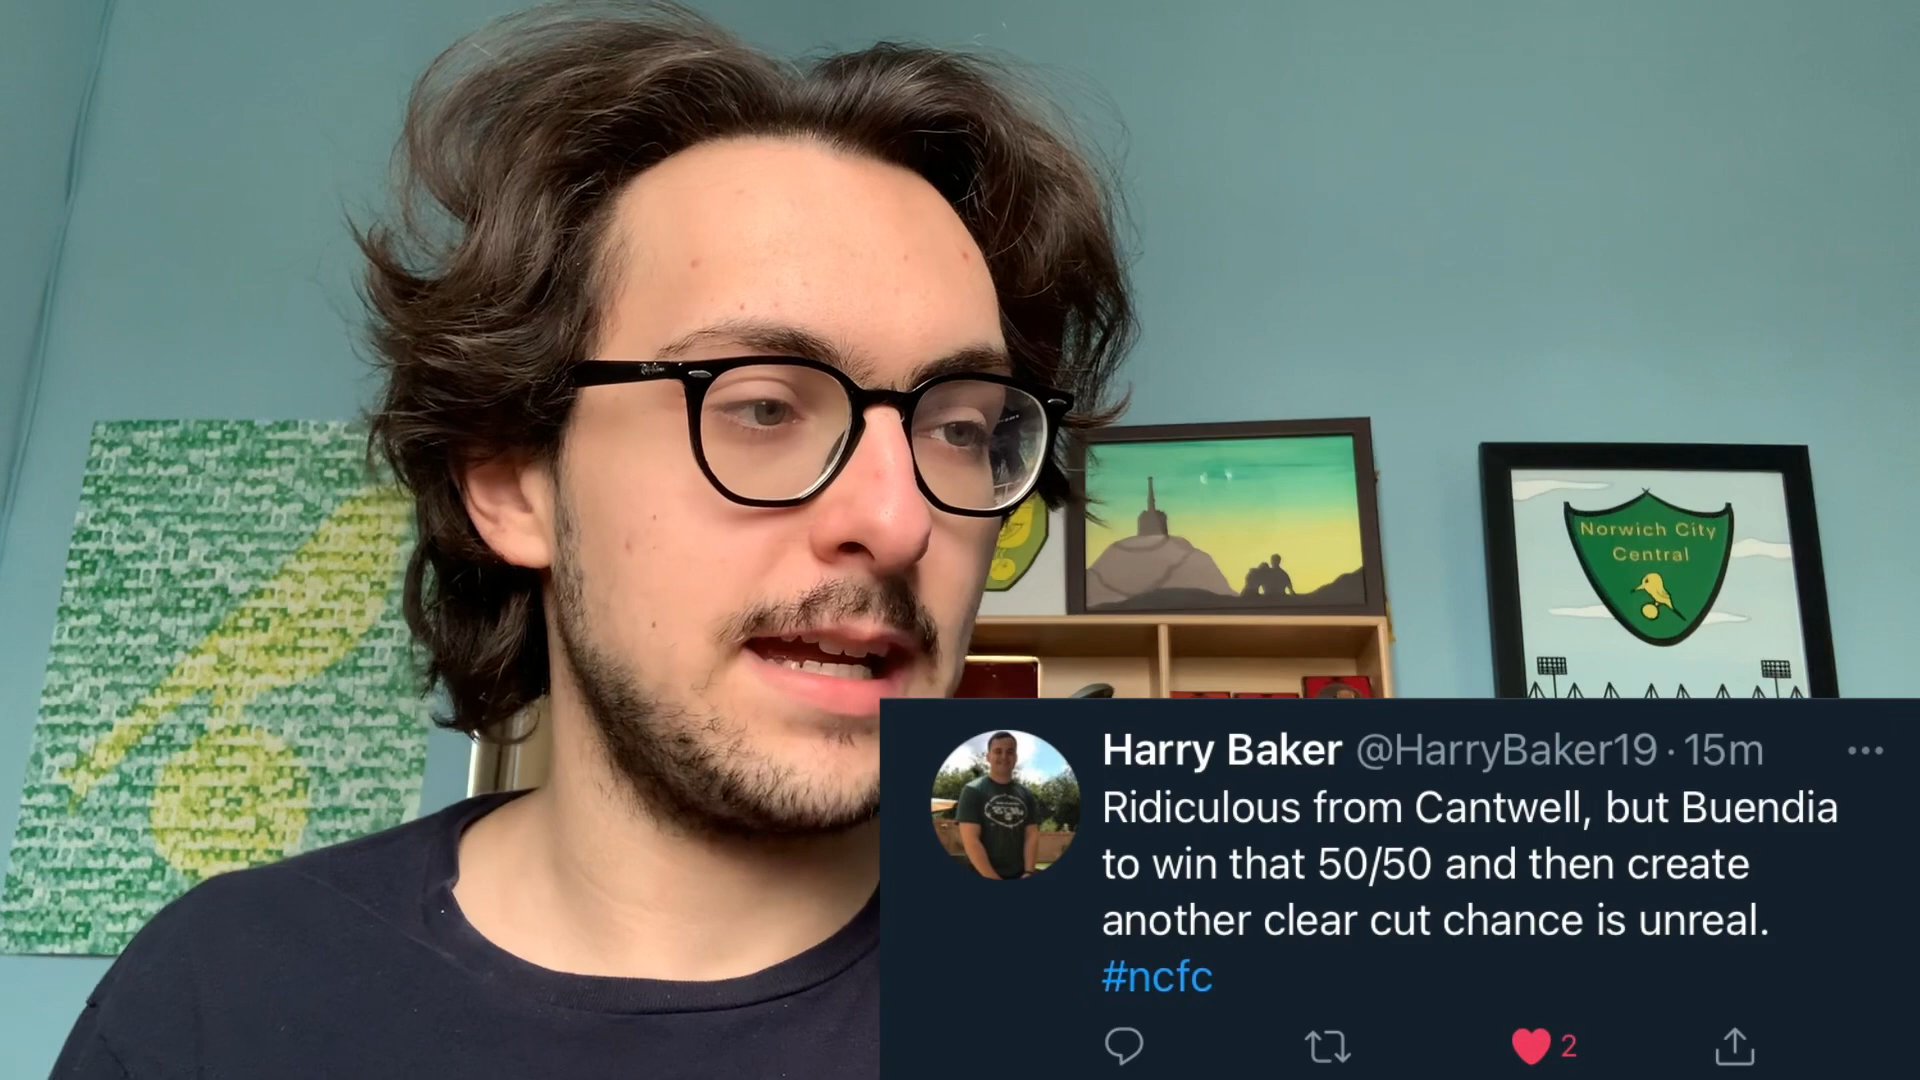 Norwich City
Central
Harry Baker @HarryBaker19 · 15m
Ridiculous from Cantwell, but Buendia
to win that 50/50 and then create
another clear cut chance is unreal.
#ncfc
2